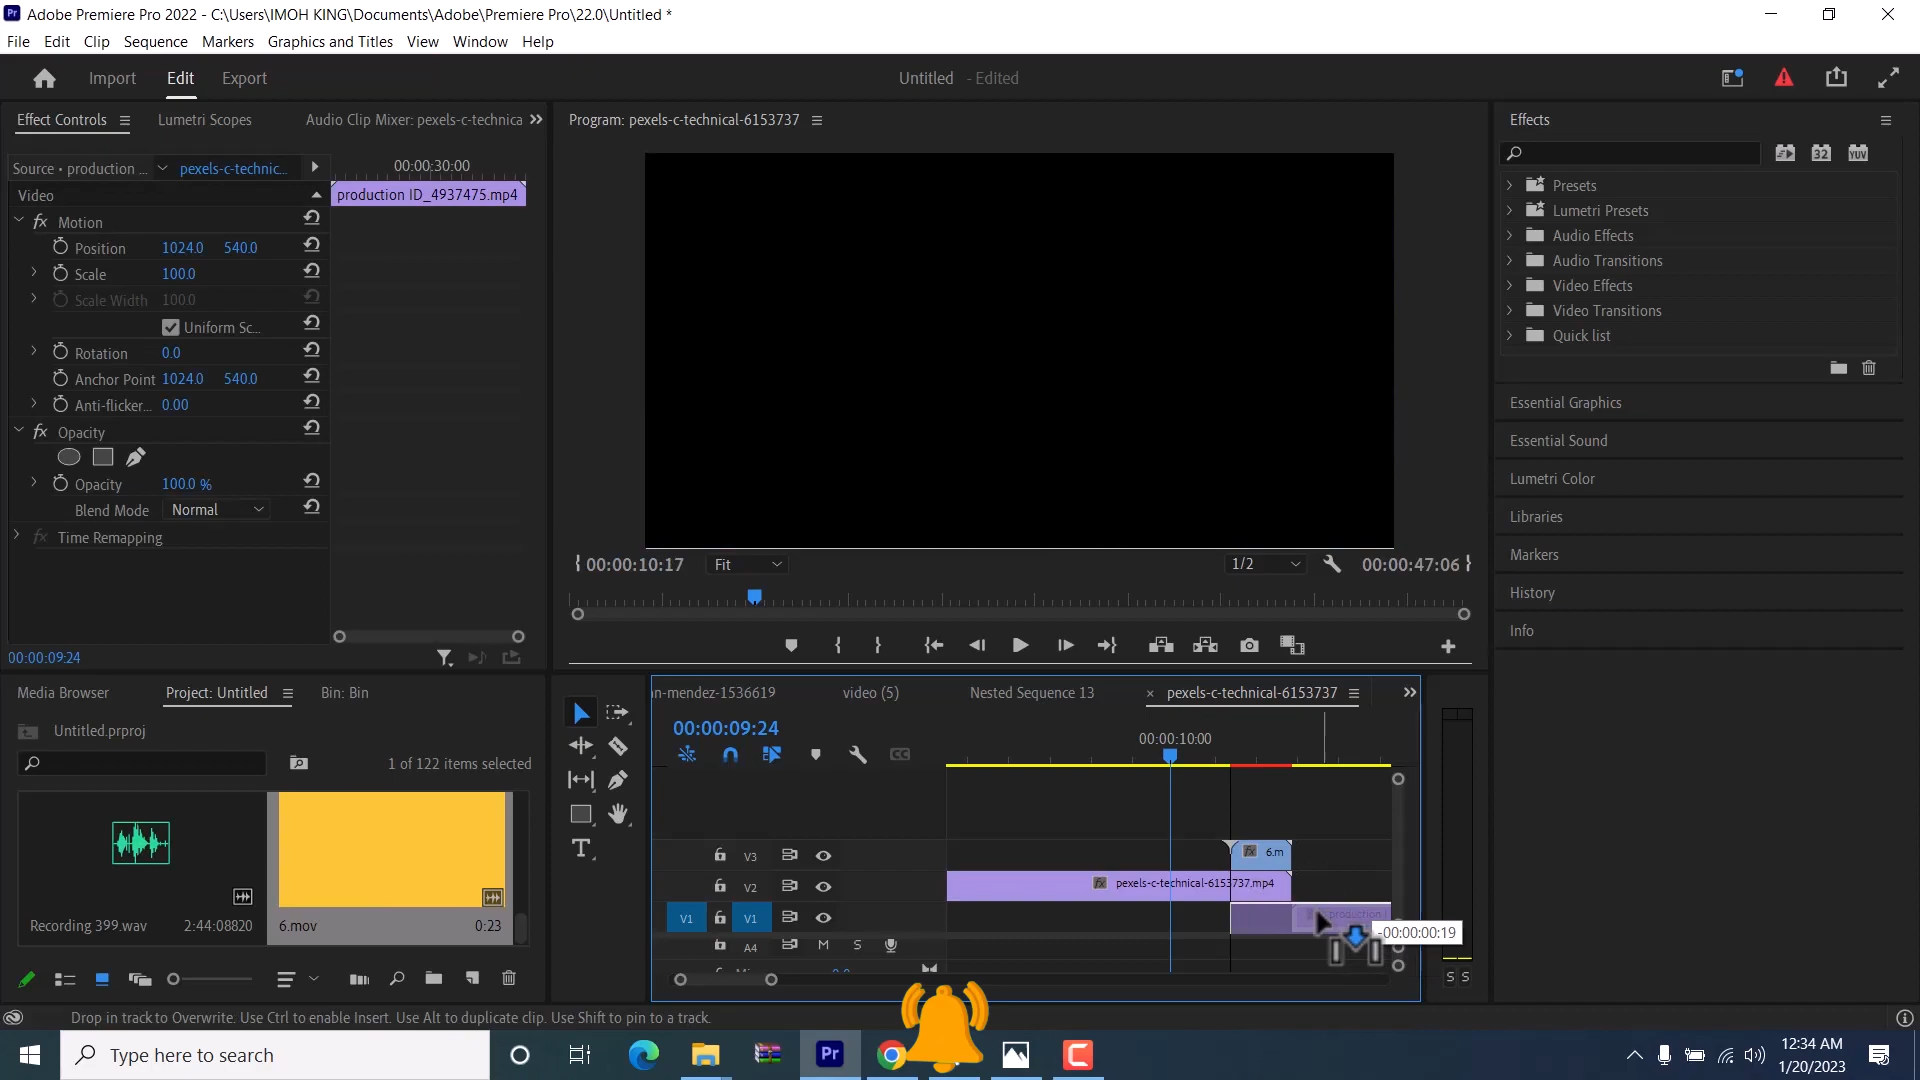 Adobe Premiere Pro 2022 - C:\Users\IMOH KING\Documents\Adobe\Premiere Pro\22.0\Untitled *
File Edit Clip Sequence Markers Graphics and Titles View Window Help
Import Edit Export
Untitled - Edited
Effect Controls
Lumetri Scopes
Audio Clip Mixer: pexels-c-technica
Program: pexels-c-technical-6153737
Effects
Source • production ...
pexels-c-technic...
00:00:30:00
Video
production ID_4937475.mp4
Motion
Position 1024.0 540.0
Scale 100.0
Scale Width 100.0
Uniform Sc...
Rotation 0.0
Anchor Point 1024.0 540.0
Anti-flicker... 0.00
Opacity
Opacity 100.0 %
Blend Mode Normal
Time Remapping
00:00:09:24
00:00:10:17
Fit
1/2
00:00:47:06
32
YUV
Presets
Lumetri Presets
Audio Effects
Audio Transitions
Video Effects
Video Transitions
Quick list
Essential Graphics
Essential Sound
Lumetri Color
Libraries
Markers
History
Info
Media Browser
Project: Untitled
Bin: Bin
Untitled.prproj
1 of 122 items selected
Recording 399.wav 2:44:08820
6.mov 0:23
an-mendez-1536619
video (5)
Nested Sequence 13
× pexels-c-technical-6153737
00:00:09:24
00:00:10:00
V3
fx 6.m
V2
fx pexels-c-technical-6153737.mp4
V1 V1
production
-00:00:00:19
A4 M S
S S
T
Drop in track to Overwrite. Use Ctrl to enable Insert. Use Alt to duplicate clip. Use Shift to pin to a track.
Type here to search
Pr
12:34 AM
1/20/2023